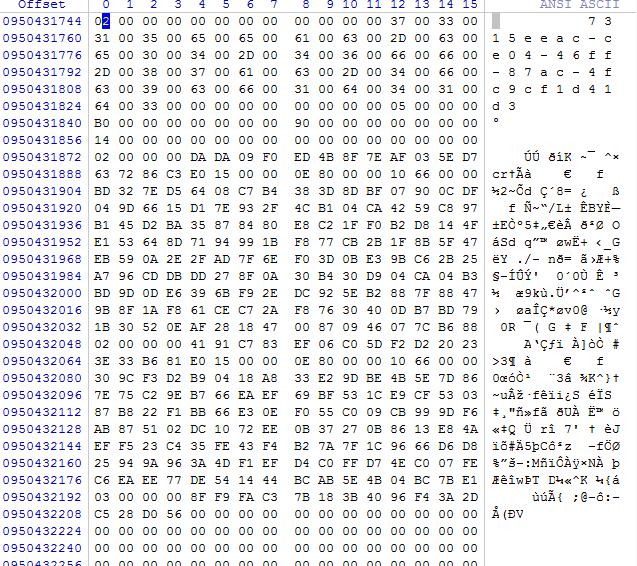 Offset 0 1 2 3 4 5 6 7 8 9 10 11 12 13 14 15 ANSI ASCII
0950431744 02 00 00 00 00 00 00 00 00 00 00 00 37 00 33 00 7 3
0950431760 31 00 35 00 65 00 65 00 61 00 63 00 2D 00 63 00 1 5 e e a c - c
0950431776 65 00 30 00 34 00 2D 00 34 00 36 00 66 00 66 00 e 0 4 - 4 6 f f
0950431792 2D 00 38 00 37 00 61 00 63 00 2D 00 34 00 66 00 - 8 7 a c - 4 f
0950431808 63 00 39 00 63 00 66 00 31 00 64 00 34 00 31 00 c 9 c f 1 d 4 1
0950431824 64 00 33 00 00 00 00 00 00 00 00 00 05 00 00 00 d 3
0950431840 B0 00 00 00 00 00 00 00 90 00 00 00 00 00 00 00 °
0950431856 14 00 00 00 00 00 00 00 00 00 00 00 00 00 00 00
0950431872 02 00 00 00 DA DA 09 F0 ED 4B 8F 7E AF 03 5E D7 ÚÚ ðíK ~¯ ^×
0950431888 63 72 86 C3 E0 15 00 00 0E 80 00 00 10 66 00 00 cr†Ãà € f
0950431904 BD 32 7E D5 64 08 C7 B4 38 3D 8D BF 07 90 0C DF ½2~Õd Ç´8= ¿ ß
0950431920 04 9D 66 15 D1 7E 93 2F 4C B1 04 CA 42 59 C8 97 f Ñ~“/L± ÊBYÈ—
0950431936 B1 45 D2 BA 35 87 84 80 E8 C2 1F F0 B2 D8 14 4F
0950431952 E1 53 64 8D 71 94 99 1B F8 77 CB 2B 1F 8B 5F 47 áSd q”™ øwË+ ‹_G
0950431968 EB 59 0A 2E 2F AD 7F 6E F0 3D 0B E3 9B C6 2B 25 ëY ./­ nð= ã›Æ+%
0950431984 A7 96 CD DB DD 27 8F 0A 30 B4 30 D9 04 CA 04 B3 §–ÍÛÝ' 0´0Ù Ê ³
0950432000 BD 9D 0D E6 39 6B F9 2E DC 92 5E B2 88 7F 88 47 ½ æ9kù.Ü’^²ˆ ˆG
0950432016 9B 8F 1A F8 61 CE C7 2A F8 76 30 40 0D B7 BD 79 › øaÎÇ*øv0@ ·½y
0950432032 1B 30 52 0E AF 28 18 47 00 87 09 46 07 7C B6 88 0R ¯( G ‡ F |¶ˆ
0950432048 02 00 00 00 41 91 C7 83 EF 06 C0 5D F2 D2 20 23 A‘Çƒï À]òÒ #
0950432064 3E 33 B6 81 E0 15 00 00 0E 80 00 00 10 66 00 00 >3¶ à € f
0950432080 30 9C F3 D2 B9 04 18 A8 33 E2 9D BE 4B 5E 7D 86 0œóÒ¹ ¨3â ¾K^}†
0950432096 7E 75 C2 9E B7 66 EA EF 69 BF 53 1C E9 CF 53 03 ~uÂž·fêïi¿S éÏS
0950432112 87 B8 22 F1 BB 66 E3 0E F0 55 C0 09 CB 99 9D F6 ‡¸"ñ»fã ðUÀ Ë™ ö
0950432128 AB 87 51 02 DC 10 72 EE 0B 37 27 0B 86 13 E8 4A «‡Q Ü rî 7' † èJ
0950432144 EF F5 23 C4 35 FE 43 F4 B2 7A 7F 1C 96 66 D6 D8 ïõ#Ä5þCô²z –fÖØ
0950432160 25 94 9A 96 3A 4D F1 EF D4 C0 FF D7 4E C0 07 FE %”š–:MñïÔÀÿ×NÀ þ
0950432176 C6 EA EE 77 DE 54 14 44 BC AB 5E 4B 04 BC 7B E1 ÆêîwÞT D¼«^K ¼{á
0950432192 03 00 00 00 8F F9 FA C3 7B 18 3B 40 96 F4 3A 2D ùúÃ{ ;@–ô:-
0950432208 C5 28 D0 56 00 00 00 00 00 00 00 00 00 00 00 00 Å(ÐV
0950432224 00 00 00 00 00 00 00 00 00 00 00 00 00 00 00 00
0950432240 00 00 00 00 00 00 00 00 00 00 00 00 00 00 00 00
0950432256 00 00 00 00 00 00 00 00 00 00 00 00 00 00 00 00